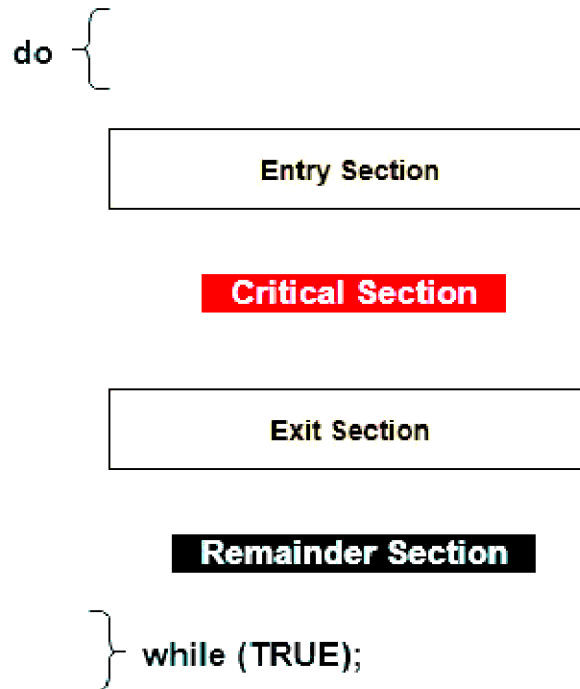 do {
Entry Section
Critical Section
Exit Section
Remainder Section
} while (TRUE);